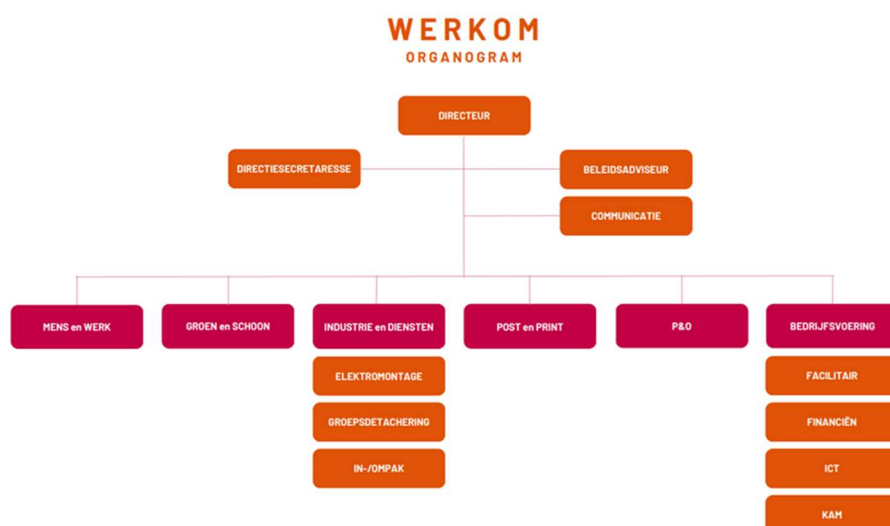 WERKOM
ORGANOGRAM
DIRECTEUR
DIRECTIESECRETARESSE
BELEIDSADVISEUR
COMMUNICATIE
MENS en WERK
GROEN en SCHOON
INDUSTRIE en DIENSTEN
POST en PRINT
P&O
BEDRIJFSVOERING
ELEKTROMONTAGE
FACILITAIR
GROEPSDETACHERING
FINANCIËN
IN-/OMPAK
ICT
KAM